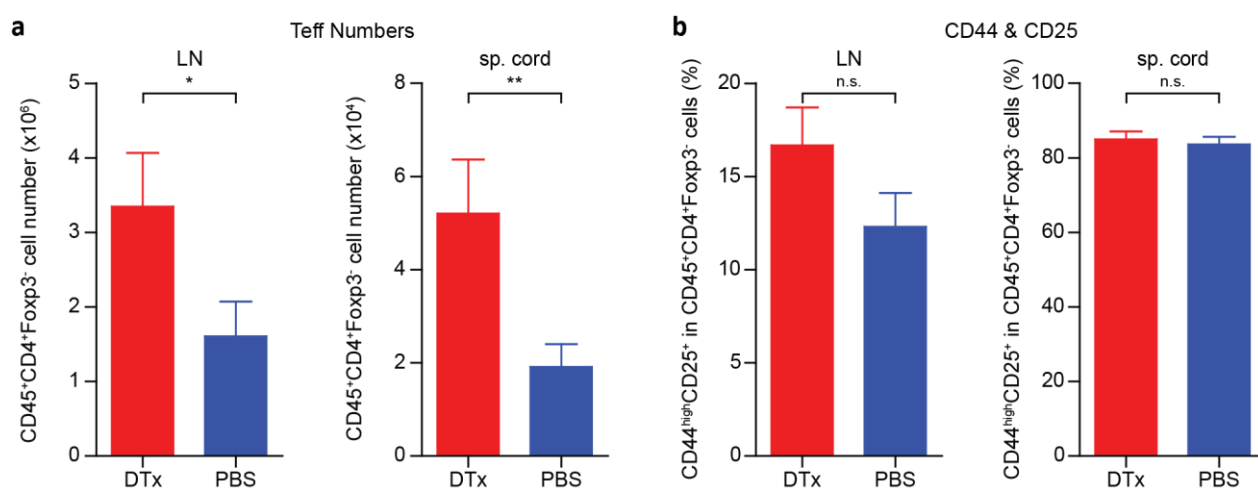 a
Teff Numbers
LN
*
CD45⁺CD4⁺Foxp3⁻ cell number (x10⁶)
5
4
3
2
1
0
DTx PBS
sp. cord
**
CD45⁺CD4⁺Foxp3⁻ cell number (x10⁴)
8
6
4
2
0
DTx PBS
b
CD44 & CD25
LN
n.s.
CD44ʰⁱᵍʰCD25⁺ in CD45⁺CD4⁺Foxp3⁻ cells (%)
20
15
10
5
0
DTx PBS
sp. cord
n.s.
CD44ʰⁱᵍʰCD25⁺ in CD45⁺CD4⁺Foxp3⁻ cells (%)
100
80
60
40
20
0
DTx PBS